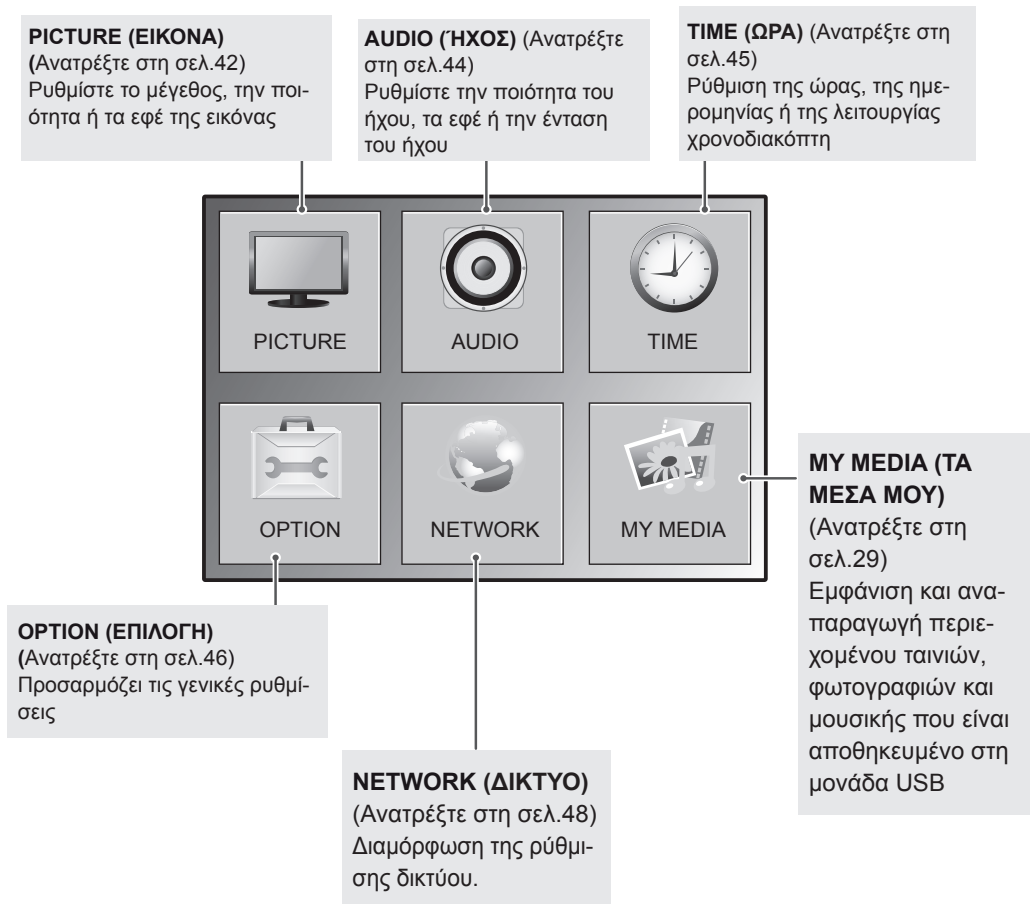 PICTURE (ΕΙΚΟΝΑ)
(Ανατρέξτε στη σελ.42)
Ρυθμίστε το μέγεθος, την ποι-
ότητα ή τα εφέ της εικόνας
AUDIO (ΉΧΟΣ) (Ανατρέξτε
στη σελ.44)
Ρυθμίστε την ποιότητα του
ήχου, τα εφέ ή την ένταση
του ήχου
TIME (ΩΡΑ) (Ανατρέξτε στη
σελ.45)
Ρύθμιση της ώρας, της ημε-
ρομηνίας ή της λειτουργίας
χρονοδιακόπτη
PICTURE
AUDIO
TIME
OPTION
NETWORK
MY MEDIA
MY MEDIA (ΤΑ
ΜΕΣΑ ΜΟΥ)
(Ανατρέξτε στη
σελ.29)
Εμφάνιση και ανα-
παραγωγή περιε-
χομένου ταινιών,
φωτογραφιών και
μουσικής που είναι
αποθηκευμένο στη
μονάδα USB
OPTION (ΕΠΙΛΟΓΗ)
(Ανατρέξτε στη σελ.46)
Προσαρμόζει τις γενικές ρυθμί-
σεις
NETWORK (ΔΙΚΤΥΟ)
(Ανατρέξτε στη σελ.48)
Διαμόρφωση της ρύθμι-
σης δικτύου.